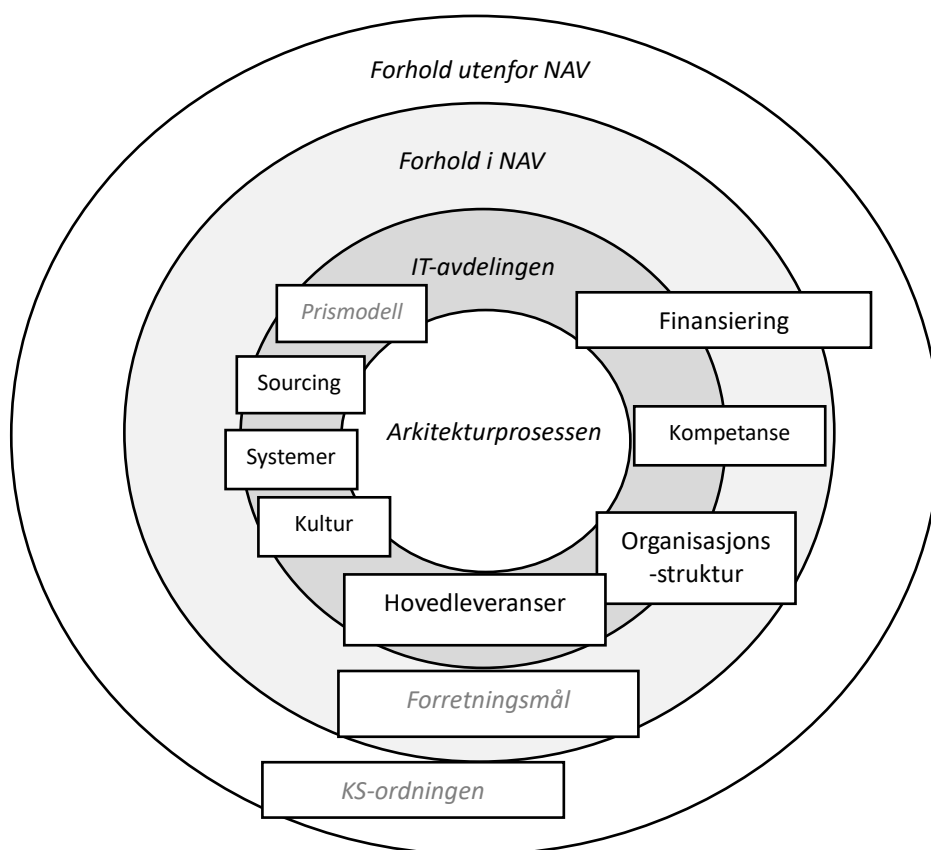 Forhold utenfor NAV
Forhold i NAV
IT-avdelingen
Prismodell
Finansiering
Sourcing
Arkitekturprosessen
Kompetanse
Systemer
Kultur
Organisasjons
-struktur
Hovedleveranser
Forretningsmål
KS-ordningen